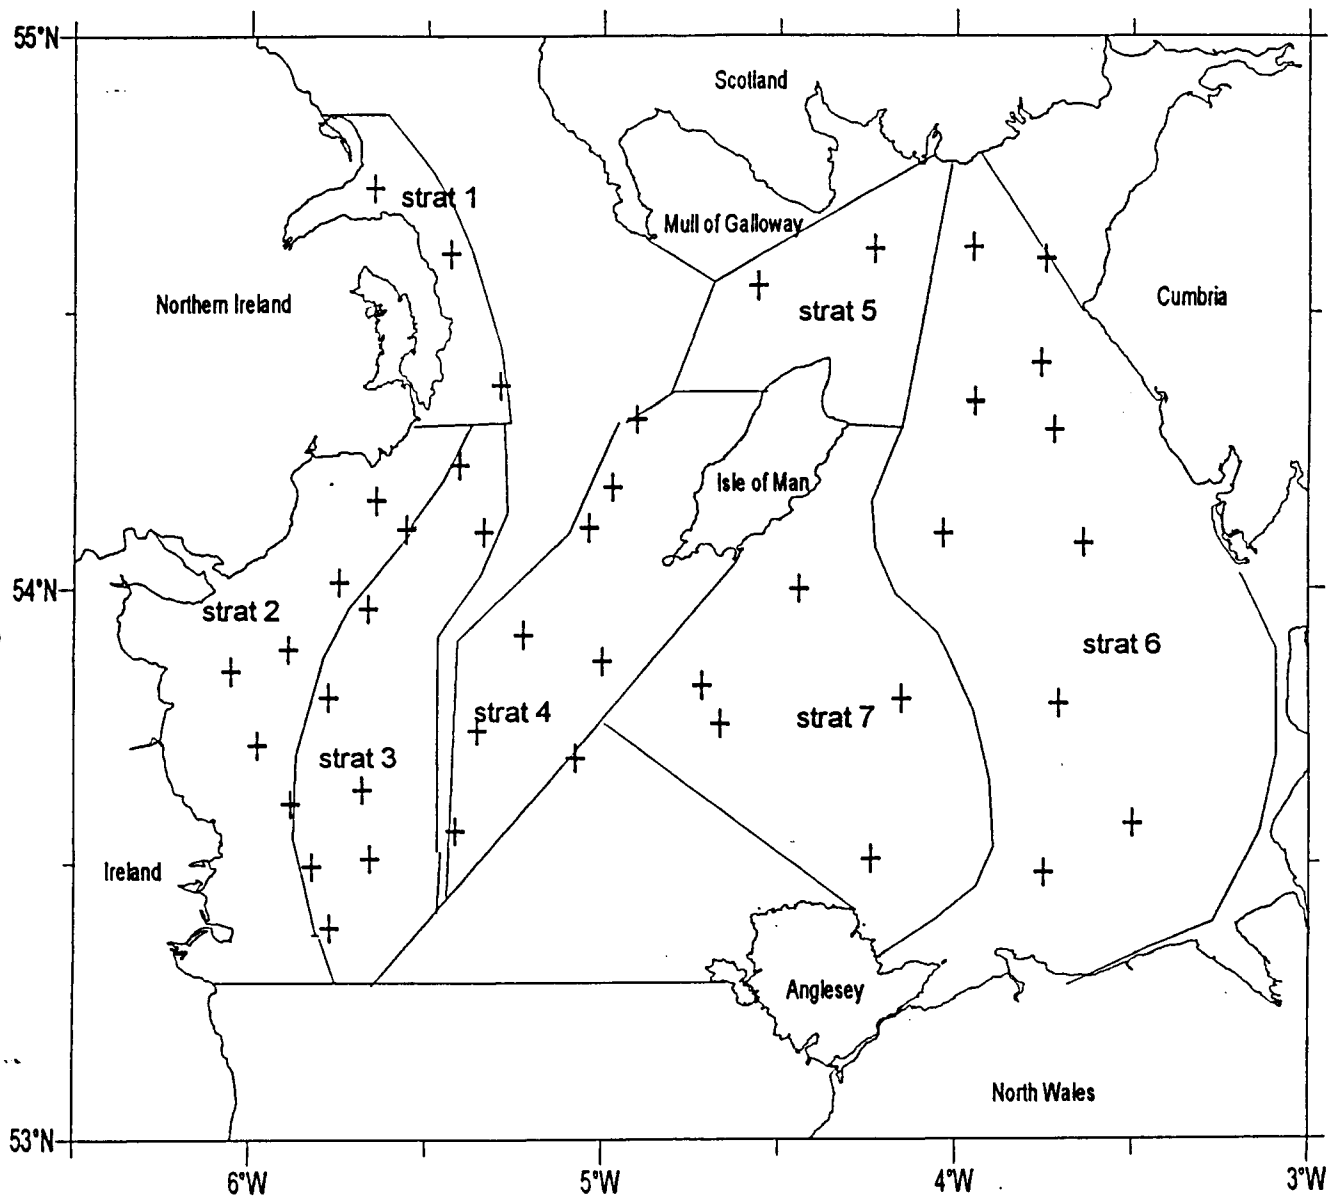 55°N
Scotland
strat 1
Mull of Galloway
Northern Ireland
strat 5
Cumbria
Isle of Man
54°N
strat 2
strat 6
strat 4
strat 7
strat 3
Ireland
Anglesey
North Wales
53°N
6°W
5°W
4°W
3°W